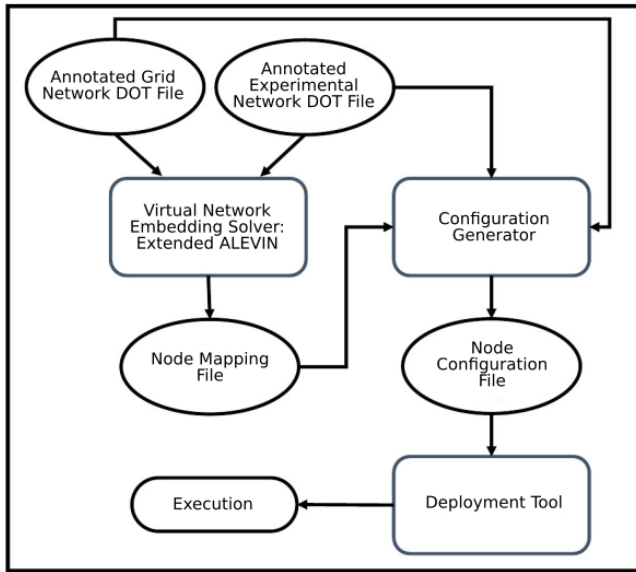 Annotated Grid
Network DOT File
Annotated
Experimental
Network DOT File
Virtual Network
Embedding Solver:
Extended ALEVIN
Configuration
Generator
Node Mapping
File
Node
Configuration
File
Execution
Deployment Tool